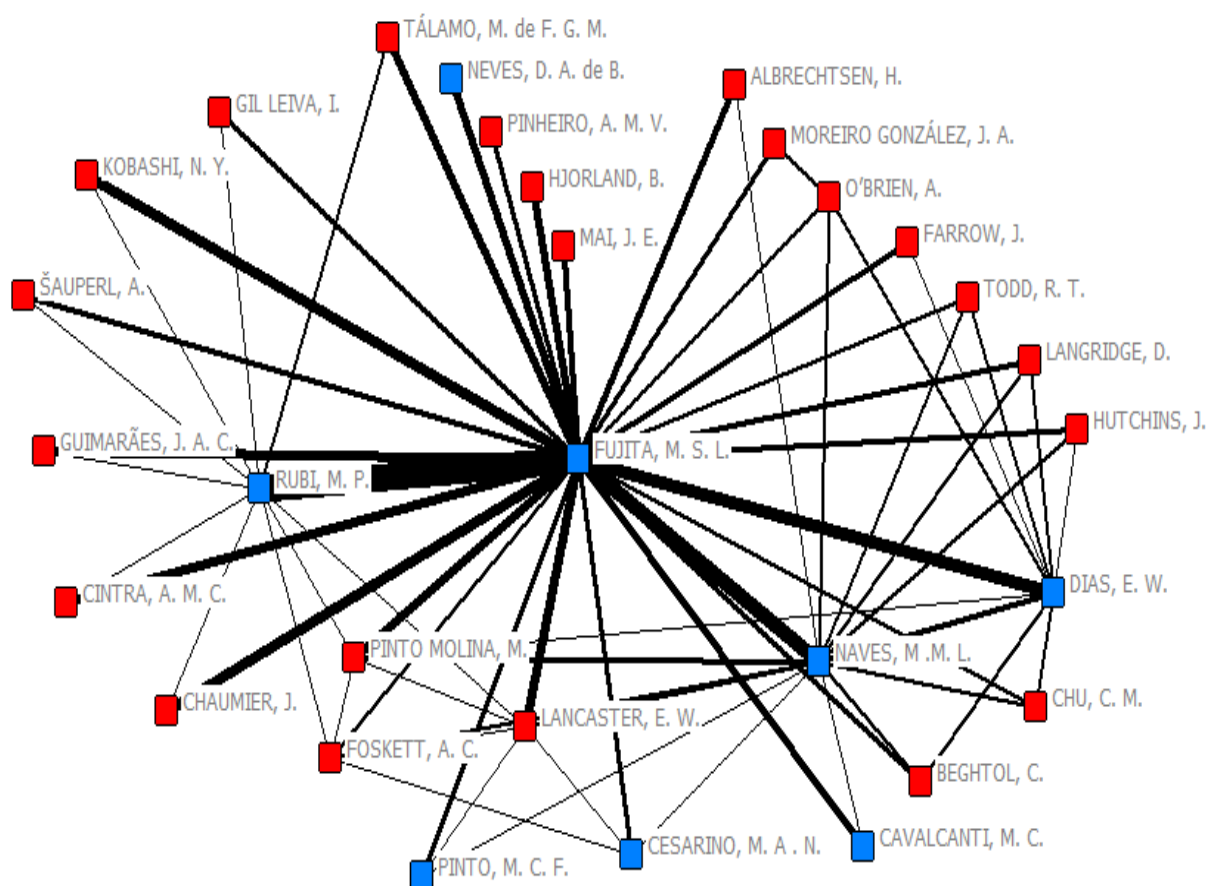 TÁLAMO, M. de F. G. M.
NEVES, D. A. de B.
ALBRECHTSEN, H.
GIL LEIVA, I.
PINHEIRO, A. M. V.
MOREIRO GONZÁLEZ, J. A.
KOBASHI, N. Y.
HJORLAND, B.
O'BRIEN, A.
MAI, J. E.
FARROW, J.
ŠAUPERL, A.
TODD, R. T.
LANGRIDGE, D.
HUTCHINS, J.
GUIMARÃES, J. A. C.
FUJITA, M. S. L.
RUBI, M. P.
CINTRA, A. M. C.
DIAS, E. W.
PINTO MOLINA, M.
NAVES, M .M. L.
CHAUMIER, J.
LANCASTER, E. W.
CHU, C. M.
FOSKETT, A. C.
BEGHTOL, C.
CESARINO, M. A . N.
CAVALCANTI, M. C.
PINTO, M. C. F.